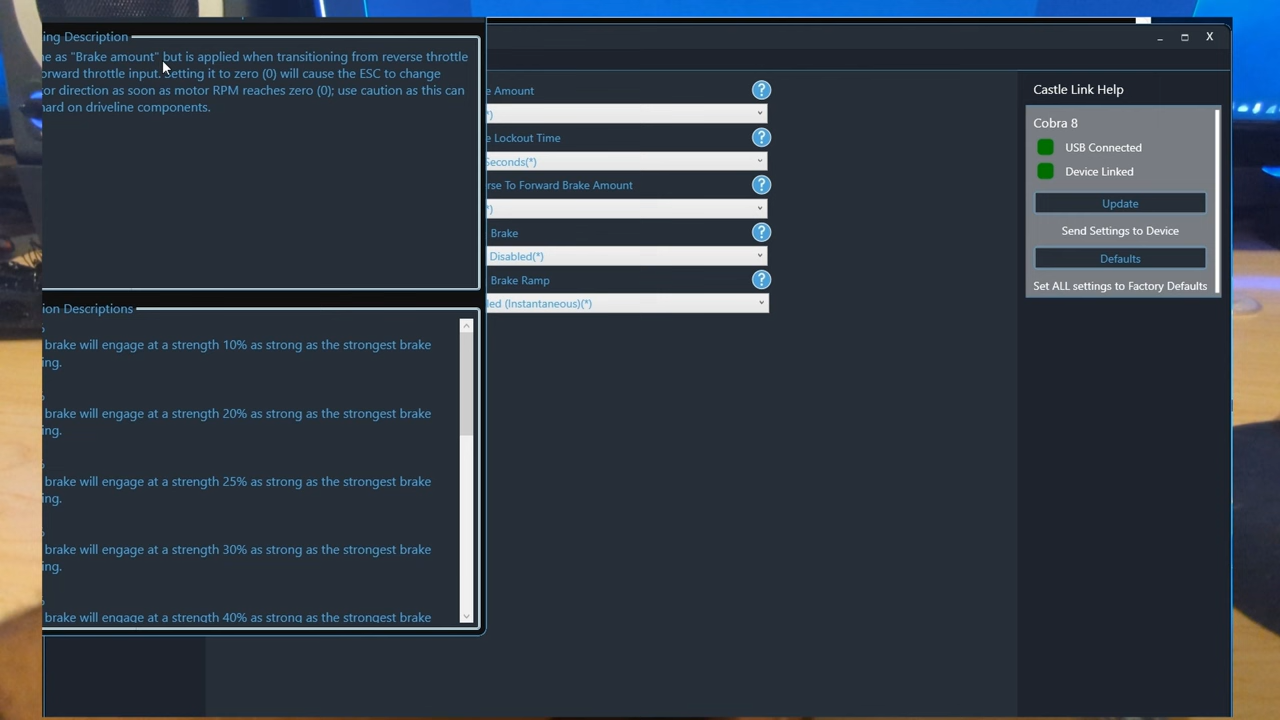 ing Description
e as "Brake amount" but is applied when transitioning from reverse throttle
orward throttle input. Setting it to zero (0) will cause the ESC to change
or direction as soon as motor RPM reaches zero (0); use caution as this can
hard on driveline components.
ion Descriptions
brake will engage at a strength 10% as strong as the strongest brake
ing.
brake will engage at a strength 20% as strong as the strongest brake
ing.
brake will engage at a strength 25% as strong as the strongest brake
ing.
brake will engage at a strength 30% as strong as the strongest brake
ing.
brake will engage at a strength 40% as strong as the strongest brake
e Amount
*)
e Lockout Time
Seconds(*)
rse To Forward Brake Amount
*)
Brake
Disabled(*)
Brake Ramp
led (Instantaneous)(*)
X
Castle Link Help
Cobra 8
USB Connected
Device Linked
Update
Send Settings to Device
Defaults
Set ALL settings to Factory Defaults